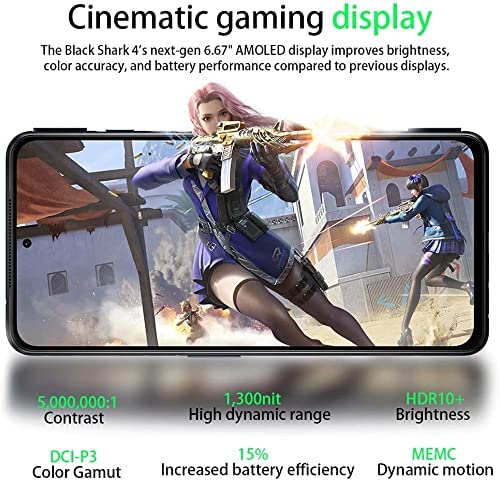 Cinematic gaming display
The Black Shark 4's next-gen 6.67" AMOLED display improves brightness,
color accuracy, and battery performance compared to previous displays.
5,000,000:1
Contrast
1,300nit
High dynamic range
HDR10+
Brightness
DCI-P3
Color Gamut
15%
Increased battery efficiency
MEMC
Dynamic motion